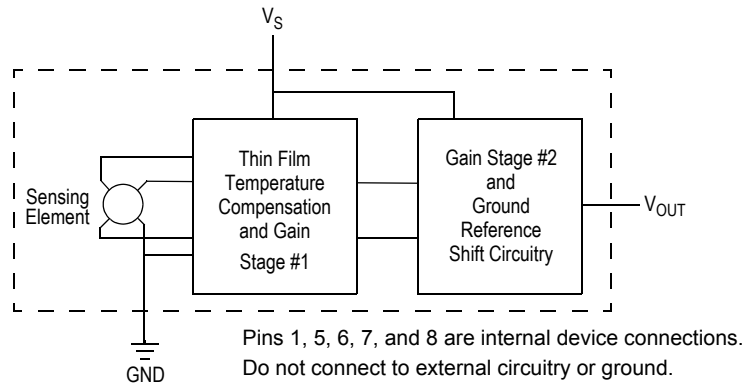 V_S
Thin Film
Temperature
Compensation
and Gain
Stage #1
Gain Stage #2
and
Ground
Reference
Shift Circuitry
Sensing
Element
V_OUT
GND
Pins 1, 5, 6, 7, and 8 are internal device connections.
Do not connect to external circuitry or ground.